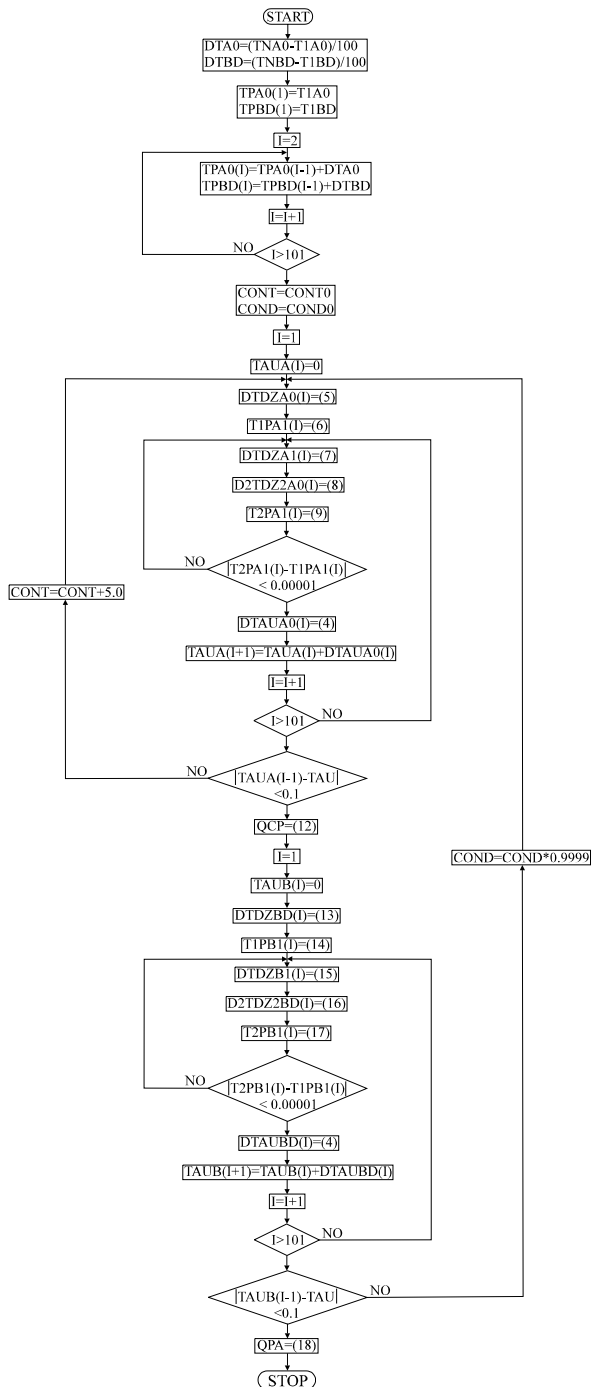 START
DTA0=(TNA0-T1A0)/100
DTBD=(TNBD-T1BD)/100
TPA0(1)=T1A0
TPBD(1)=T1BD
I=2
TPA0(I)=TPA0(I-1)+DTA0
TPBD(I)=TPBD(I-1)+DTBD
I=I+1
NO
I>101
CONT=CONT0
COND=COND0
I=1
TAUA(I)=0
DTDZA0(I)=(5)
T1PA1(I)=(6)
DTDZA1(I)=(7)
D2TDZ2A0(I)=(8)
T2PA1(I)=(9)
NO
|T2PA1(I)-T1PA1(I)|
< 0.00001
CONT=CONT+5.0
DTAUA0(I)=(4)
TAUA(I+1)=TAUA(I)+DTAUA0(I)
I=I+1
I>101
NO
NO
|TAUA(I-1)-TAU|
<0.1
QCP=(12)
I=1
COND=COND*0.9999
TAUB(I)=0
DTDZBD(I)=(13)
T1PB1(I)=(14)
DTDZB1(I)=(15)
D2TDZ2BD(I)=(16)
T2PB1(I)=(17)
NO
|T2PB1(I)-T1PB1(I)|
< 0.00001
DTAUBD(I)=(4)
TAUB(I+1)=TAUB(I)+DTAUBD(I)
I=I+1
I>101
NO
|TAUB(I-1)-TAU|
<0.1
NO
QPA=(18)
STOP